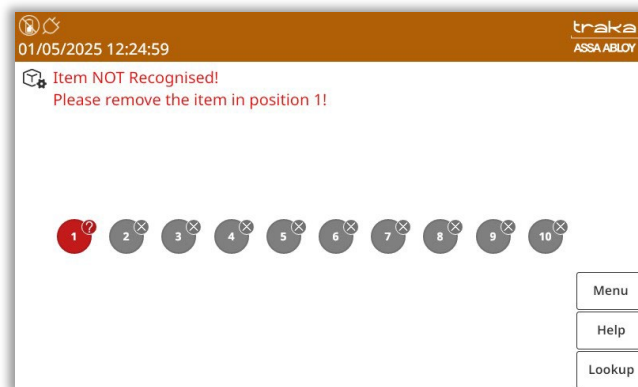 traka
01/05/2025 12:24:59
ASSA ABLOY
Item NOT Recognised!
Please remove the item in position 1!
1 ? 2 3 4 5 6 7 8 9 10
Menu
Help
Lookup